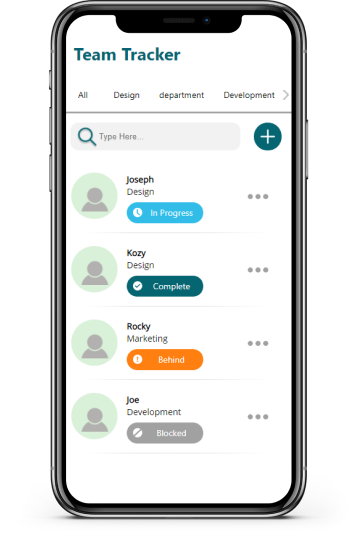 Team Tracker
All Design department Development
Type Here...
Joseph
Design
In Progress
Kozy
Design
Complete
Rocky
Marketing
Behind
Joe
Development
Blocked